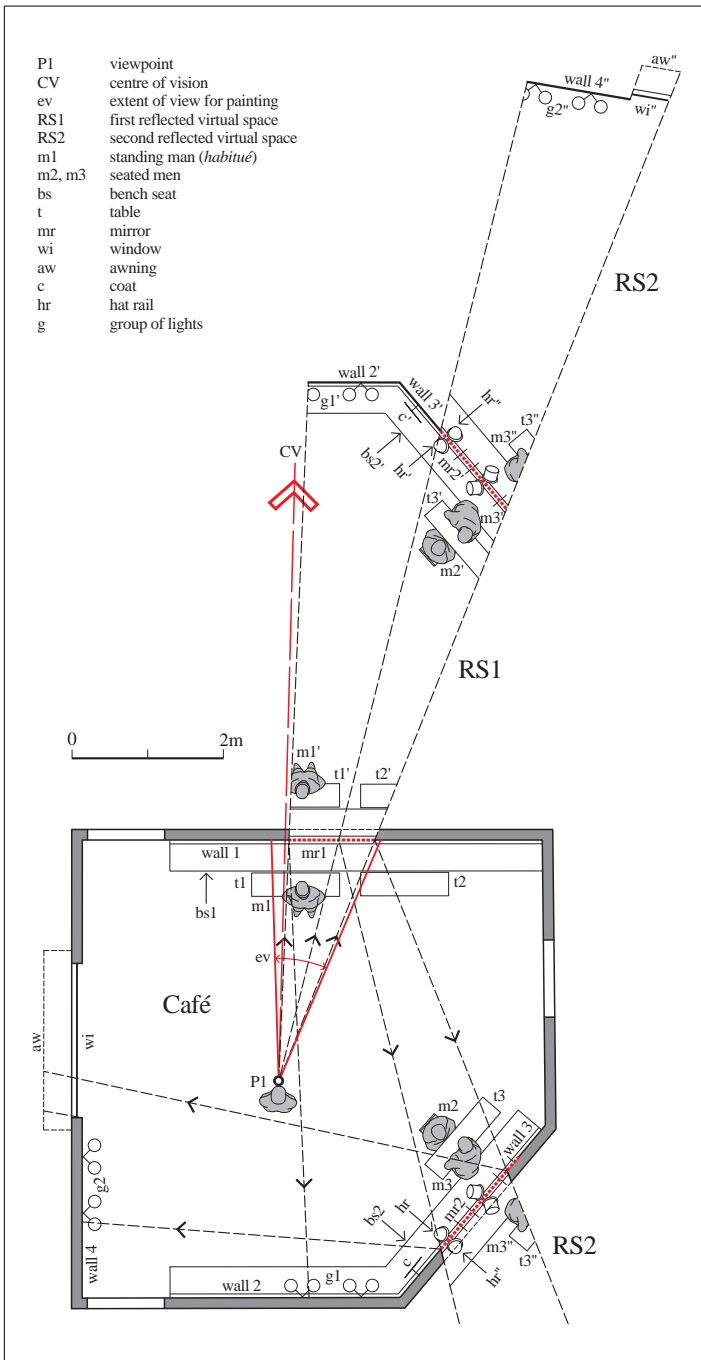 P1 viewpoint
CV centre of vision
ev extent of view for painting
RS1 first reflected virtual space
RS2 second reflected virtual space
m1 standing man (habitué)
m2, m3 seated men
bs bench seat
t table
mr mirror
wi window
aw awning
c coat
hr hat rail
g group of lights
aw"
wall 4"
g2"
wi"
RS2
wall 2'
wall 3'
g1'
c'
hr"
t3"
m3"
CV
bs2'
hr'
mr2'
t3'
m3'
m2'
RS1
0 2m
m1'
t1'
t2'
wall 1
mr1
t1
m1
t2
bs1
ev
Café
aw
wi
P1
t3
m2
wall 3
m3
g2
hr
bs2
mr2
RS2
m3"
t3"
c
hr"
wall 4
g1
wall 2